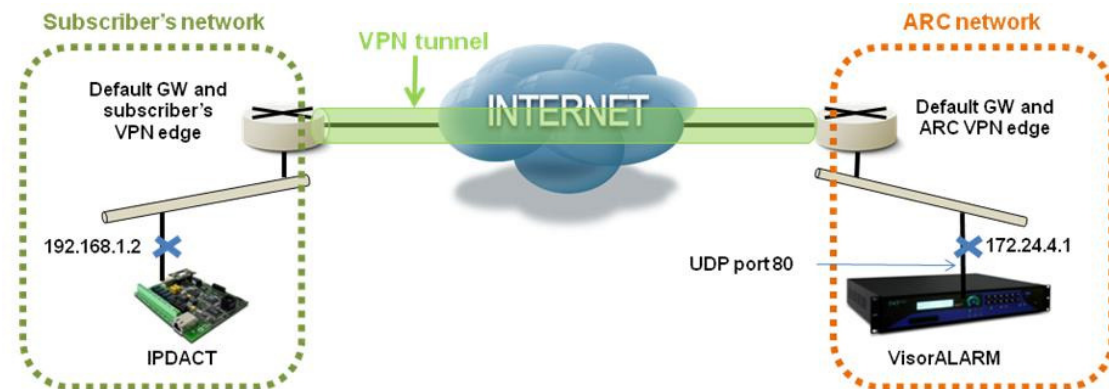 Subscriber's network
ARC network
VPN tunnel
Default GW and
subscriber's
VPN edge
INTERNET
Default GW and
ARC VPN edge
192.168.1.2
172.24.4.1
UDP port 80
IPDACT
VisorALARM